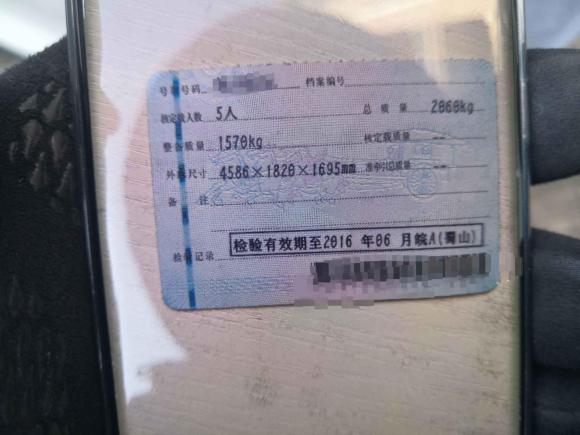 号牌号码 档案编号
核定载人数 5人 总质量 2060kg
整备质量 1570kg 核定载质量
外廓尺寸 4586×1820×1695mm 准牵引总质量
备注
检验记录 检验有效期至2016 年06 月皖A(蜀山)